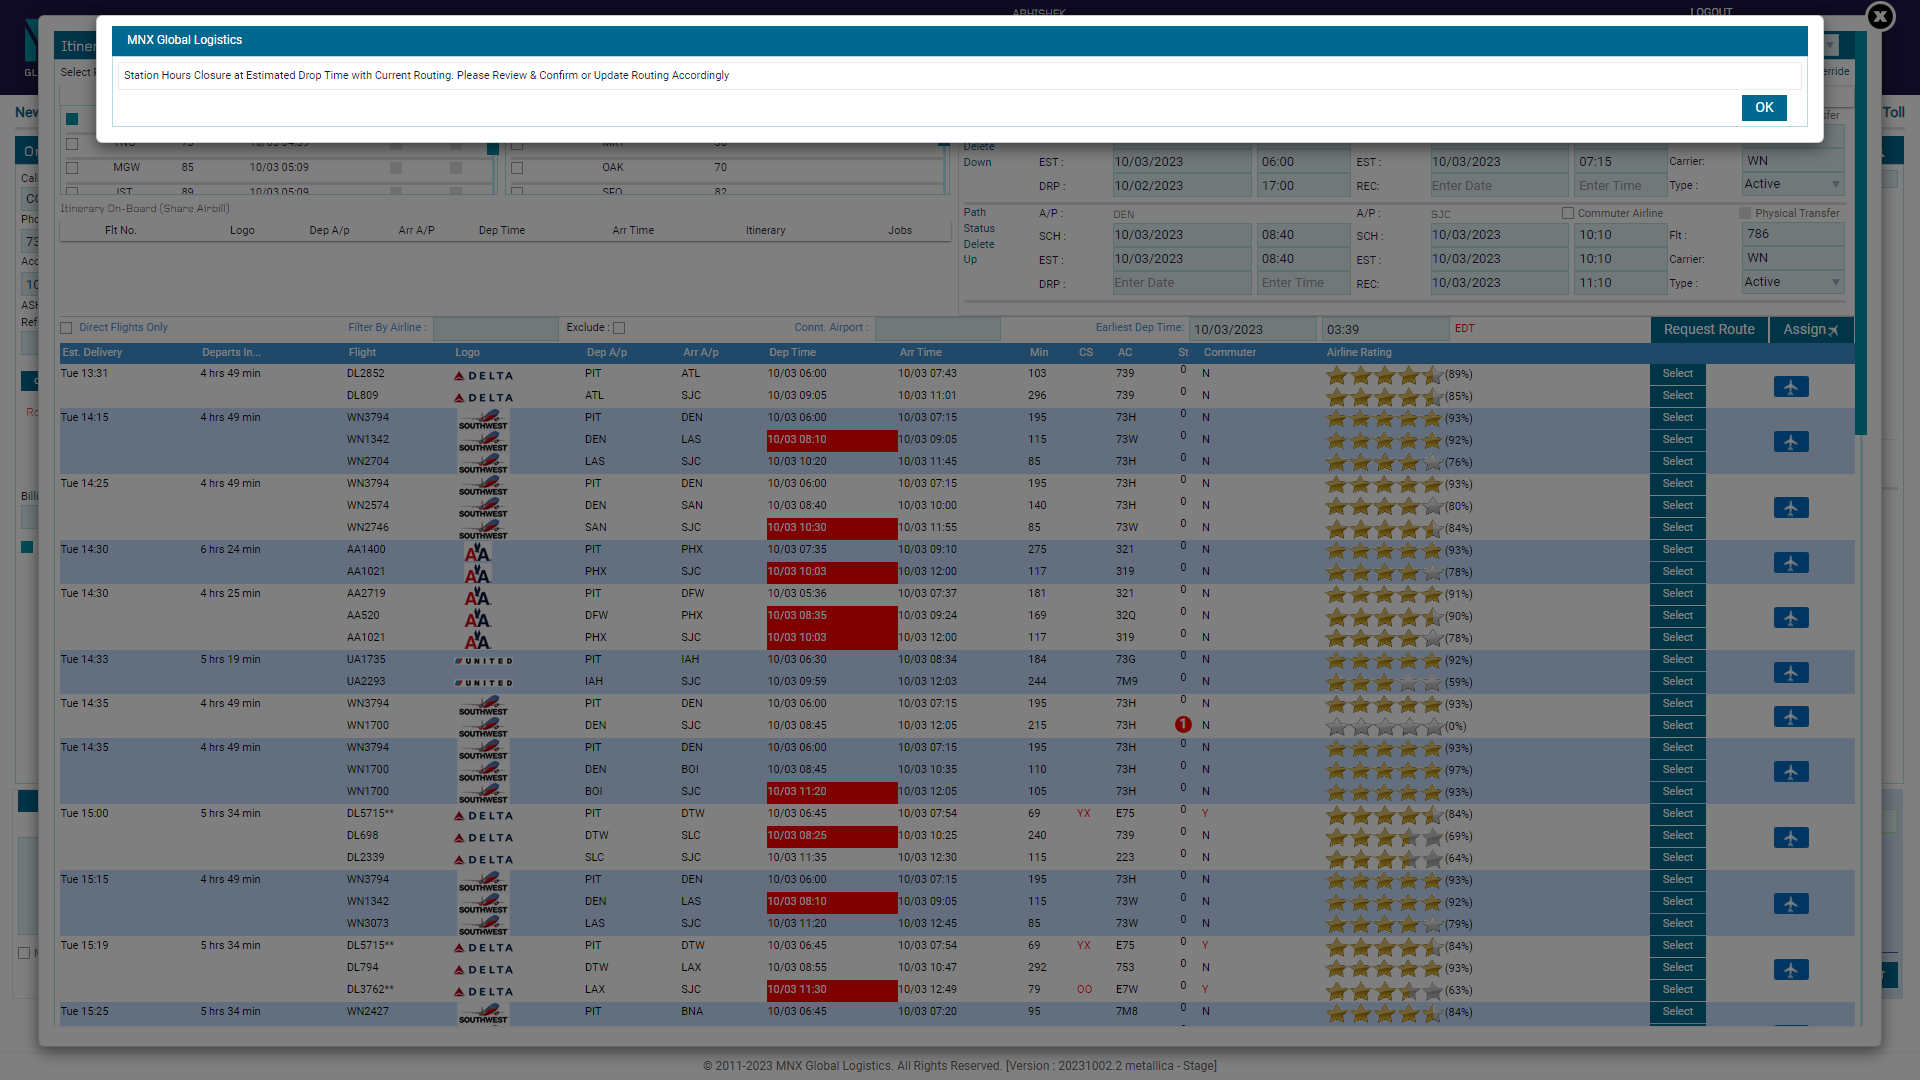 ABHISHEK
LOGOUT
MNX Global Logistics
Station Hours Closure at Estimated Drop Time with Current Routing. Please Review & Confirm or Update Routing Accordingly
OK
MGW 85 10/03 05:09
OAK 70
JST 89 10/03 05:09
SFO 82
Itinerary On-Board (Share Airbill)
Flt No. Logo Dep A/p Arr A/P Dep Time Arr Time Itinerary Jobs
Delete
Down
EST : 10/03/2023 06:00 EST : 10/03/2023 07:15 Carrier: WN
DRP : 10/02/2023 17:00 REC: Enter Date Enter Time Type : Active
Path
Status
Delete
Up
A/P : DEN A/P : SJC Commuter Airline Physical Transfer
SCH : 10/03/2023 08:40 SCH : 10/03/2023 10:10 Flt : 786
EST : 10/03/2023 08:40 EST : 10/03/2023 10:10 Carrier: WN
DRP : Enter Date Enter Time REC: 10/03/2023 11:10 Type : Active
Direct Flights Only Filter By Airline : Exclude : Connt. Airport : Earliest Dep Time: 10/03/2023 03:39 EDT Request Route Assign
Est. Delivery Departs In... Flight Logo Dep A/p Arr A/p Dep Time Arr Time Min CS AC St Commuter Airline Rating
Tue 13:31 4 hrs 49 min DL2852 DELTA PIT ATL 10/03 06:00 10/03 07:43 103 739 0 N (89%) Select
DL809 DELTA ATL SJC 10/03 09:05 10/03 11:01 296 739 0 N (85%) Select
Tue 14:15 4 hrs 49 min WN3794 SOUTHWEST PIT DEN 10/03 06:00 10/03 07:15 195 73H 0 N (93%) Select
WN1342 SOUTHWEST DEN LAS 10/03 08:10 10/03 09:05 115 73W 0 N (92%) Select
WN2704 SOUTHWEST LAS SJC 10/03 10:20 10/03 11:45 85 73H 0 N (76%) Select
Tue 14:25 4 hrs 49 min WN3794 SOUTHWEST PIT DEN 10/03 06:00 10/03 07:15 195 73H 0 N (93%) Select
WN2574 SOUTHWEST DEN SAN 10/03 08:40 10/03 10:00 140 73H 0 N (80%) Select
WN2746 SOUTHWEST SAN SJC 10/03 10:30 10/03 11:55 85 73W 0 N (84%) Select
Tue 14:30 6 hrs 24 min AA1400 AA PIT PHX 10/03 07:35 10/03 09:10 275 321 0 N (93%) Select
AA1021 AA PHX SJC 10/03 10:03 10/03 12:00 117 319 0 N (78%) Select
Tue 14:30 4 hrs 25 min AA2719 AA PIT DFW 10/03 05:36 10/03 07:37 181 321 0 N (91%) Select
AA520 AA DFW PHX 10/03 08:35 10/03 09:24 169 32Q 0 N (90%) Select
AA1021 AA PHX SJC 10/03 10:03 10/03 12:00 117 319 0 N (78%) Select
Tue 14:33 5 hrs 19 min UA1735 UNITED PIT IAH 10/03 06:30 10/03 08:34 184 73G 0 N (92%) Select
UA2293 UNITED IAH SJC 10/03 09:59 10/03 12:03 244 7M9 0 N (59%) Select
Tue 14:35 4 hrs 49 min WN3794 SOUTHWEST PIT DEN 10/03 06:00 10/03 07:15 195 73H 0 N (93%) Select
WN1700 SOUTHWEST DEN SJC 10/03 08:45 10/03 12:05 215 73H 1 N (0%) Select
Tue 14:35 4 hrs 49 min WN3794 SOUTHWEST PIT DEN 10/03 06:00 10/03 07:15 195 73H 0 N (93%) Select
WN1700 SOUTHWEST DEN BOI 10/03 08:45 10/03 10:35 110 73H 0 N (97%) Select
WN1700 SOUTHWEST BOI SJC 10/03 11:20 10/03 12:05 105 73H 0 N (93%) Select
Tue 15:00 5 hrs 34 min DL5715** DELTA PIT DTW 10/03 06:45 10/03 07:54 69 YX E75 0 Y (84%) Select
DL698 DELTA DTW SLC 10/03 08:25 10/03 10:25 240 739 0 N (69%) Select
DL2339 DELTA SLC SJC 10/03 11:35 10/03 12:30 115 223 0 N (64%) Select
Tue 15:15 4 hrs 49 min WN3794 SOUTHWEST PIT DEN 10/03 06:00 10/03 07:15 195 73H 0 N (93%) Select
WN1342 SOUTHWEST DEN LAS 10/03 08:10 10/03 09:05 115 73W 0 N (92%) Select
WN3073 SOUTHWEST LAS SJC 10/03 11:20 10/03 12:45 85 73W 0 N (79%) Select
Tue 15:19 5 hrs 34 min DL5715** DELTA PIT DTW 10/03 06:45 10/03 07:54 69 YX E75 0 Y (84%) Select
DL794 DELTA DTW LAX 10/03 08:55 10/03 10:47 292 753 0 N (93%) Select
DL3762** DELTA LAX SJC 10/03 11:30 10/03 12:49 79 OO E7W 0 Y (63%) Select
Tue 15:25 5 hrs 34 min WN2427 SOUTHWEST PIT BNA 10/03 06:45 10/03 07:20 95 7M8 0 N (84%) Select
© 2011-2023 MNX Global Logistics. All Rights Reserved. [Version : 20231002.2 metallica - Stage]